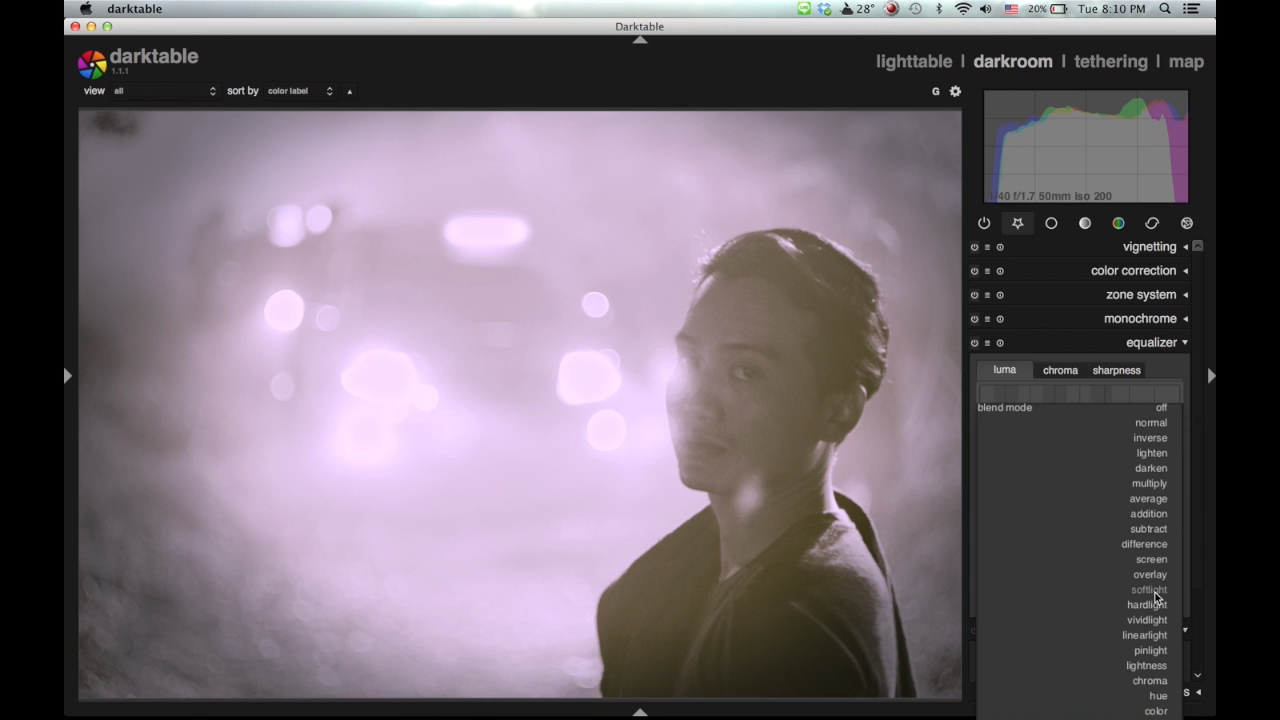 darktable
28°
20%
Tue 8:10 PM
Darktable
darktable
1.1.1
lighttable | darkroom | tethering | map
view all sort by color label
G
1/40 f/1.7 50mm iso 200
vignetting
color correction
zone system
monochrome
equalizer
luma chroma sharpness
blend mode off
normal
inverse
lighten
darken
multiply
average
addition
subtract
difference
screen
overlay
softlight
hardlight
vividlight
linearlight
pinlight
lightness
chroma
hue
color